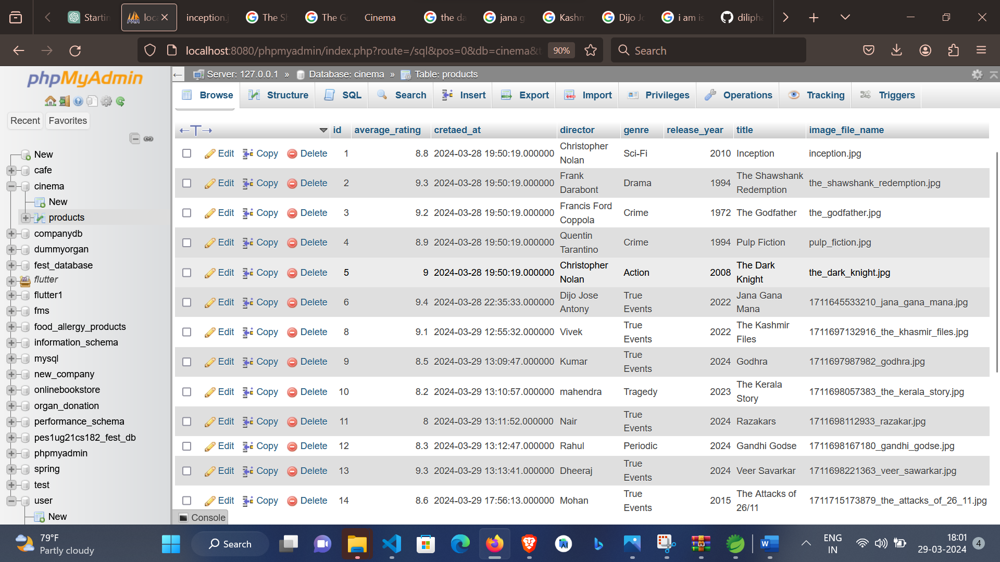 Starting
loc
inception.j
The Sh
The Go
Cinema
the da
jana g
Kashm
Dijo Jo
i am is
diliph
localhost:8080/phpmyadmin/index.php?route=/sql&pos=0&db=cinema&t
90%
Search
phpMyAdmin
Recent
Favorites
New
cafe
cinema
New
products
companydb
dummyorgan
fest_database
flutter
flutter1
fms
food_allergy_products
information_schema
mysql
new_company
onlinebookstore
organ_donation
performance_schema
pes1ug21cs182_fest_db
phpmyadmin
spring
test
user
New
Server: 127.0.0.1 » Database: cinema » Table: products
Browse Structure SQL Search Insert Export Import Privileges Operations Tracking Triggers
←T→ id average_rating cretaed_at director genre release_year title image_file_name
Edit Copy Delete 1 8.8 2024-03-28 19:50:19.000000 Christopher Nolan Sci-Fi 2010 Inception inception.jpg
Edit Copy Delete 2 9.3 2024-03-28 19:50:19.000000 Frank Darabont Drama 1994 The Shawshank Redemption the_shawshank_redemption.jpg
Edit Copy Delete 3 9.2 2024-03-28 19:50:19.000000 Francis Ford Coppola Crime 1972 The Godfather the_godfather.jpg
Edit Copy Delete 4 8.9 2024-03-28 19:50:19.000000 Quentin Tarantino Crime 1994 Pulp Fiction pulp_fiction.jpg
Edit Copy Delete 5 9 2024-03-28 19:50:19.000000 Christopher Nolan Action 2008 The Dark Knight the_dark_knight.jpg
Edit Copy Delete 6 9.4 2024-03-28 22:35:33.000000 Dijo Jose Antony True Events 2022 Jana Gana Mana 1711645533210_jana_gana_mana.jpg
Edit Copy Delete 8 9.1 2024-03-29 12:55:32.000000 Vivek True Events 2022 The Kashmir Files 1711697132916_the_khasmir_files.jpg
Edit Copy Delete 9 8.5 2024-03-29 13:09:47.000000 Kumar True Events 2024 Godhra 1711697987982_godhra.jpg
Edit Copy Delete 10 8.2 2024-03-29 13:10:57.000000 mahendra Tragedy 2023 The Kerala Story 1711698057383_the_kerala_story.jpg
Edit Copy Delete 11 8 2024-03-29 13:11:52.000000 Nair True Events 2024 Razakars 1711698112933_razakar.jpg
Edit Copy Delete 12 8.3 2024-03-29 13:12:47.000000 Rahul Periodic 2024 Gandhi Godse 1711698167180_gandhi_godse.jpg
Edit Copy Delete 13 9.3 2024-03-29 13:13:41.000000 Dheeraj True Events 2024 Veer Savarkar 1711698221363_veer_sawarkar.jpg
Edit Copy Delete 14 8.6 2024-03-29 17:56:13.000000 Mohan True Events 2015 The Attacks of 26/11 1711715173879_the_attacks_of_26_11.jpg
Console
79°F
Partly cloudy
Search
ENG
IN
18:01
29-03-2024
4